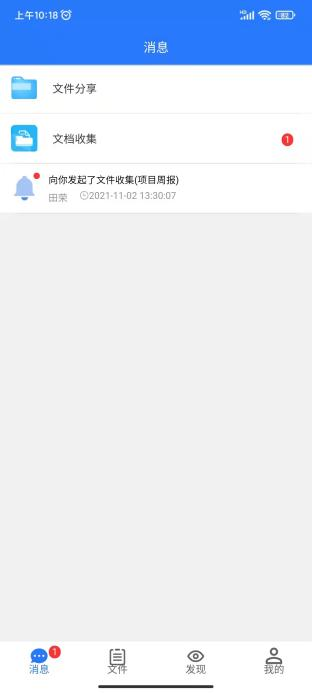 上午10:18
82
消息
文件分享
文档收集
1
向你发起了文件收集(项目周报)
田荣 2021-11-02 13:30:07
1
消息 文件 发现 我的